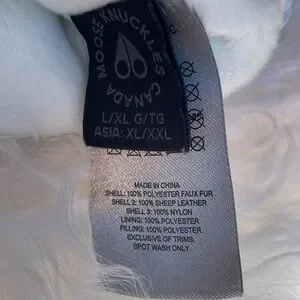 MOOSE KNUCKLES CANADA
L/XL G/TG
ASIA: XL/XXL
MADE IN CHINA
SHELL: 100% POLYESTER FAUX FUR
SHELL 2: 100% SHEEP LEATHER
SHELL 3: 100% NYLON
LINING: 100% POLYESTER
FILLING: 100% POLYESTER
EXCLUSIVE OF TRIMS.
SPOT WASH ONLY.